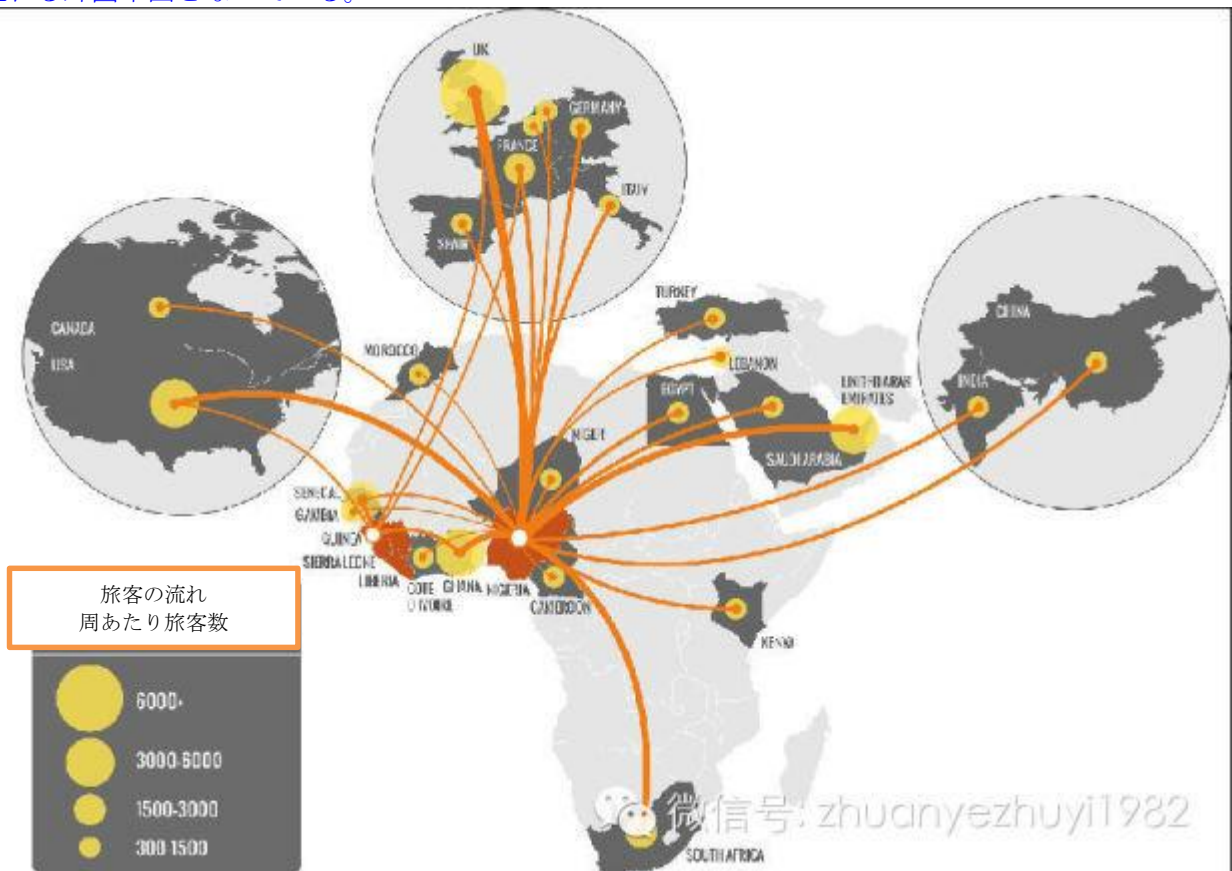 UK
GERMANY
FRANCE
ITALY
SPAIN
CANADA
USA
MOROCCO
TURKEY
LEBANON
EGYPT
UNITED ARAB
EMIRATES
SAUDI ARABIA
CHINA
INDIA
NIGER
SENEGAL
GAMBIA
GUINEA
SIERRA LEONE
LIBERIA
COTE
D'IVOIRE
GHANA
NIGERIA
CAMEROON
KENYA
SOUTH AFRICA
旅客の流れ
周あたり旅客数
6000+
3000-6000
1500-3000
300-1500
微信号: zhuanyezhuyi1982